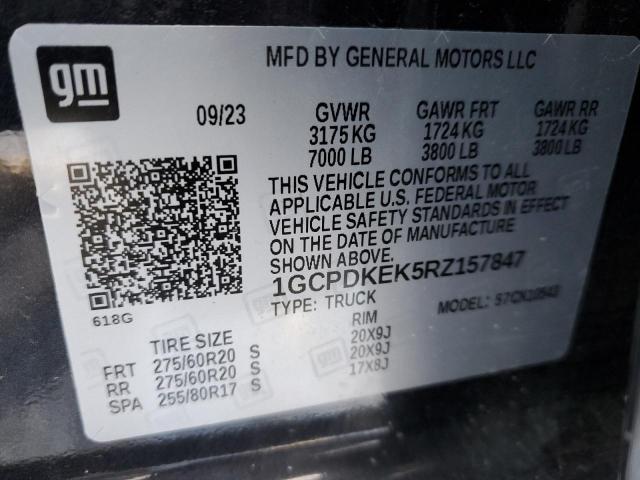 gm
MFD BY GENERAL MOTORS LLC
09/23 GVWR GAWR FRT GAWR RR
3175 KG 1724 KG 1724 KG
7000 LB 3800 LB 3800 LB
THIS VEHICLE CONFORMS TO ALL
APPLICABLE U.S. FEDERAL MOTOR
VEHICLE SAFETY STANDARDS IN EFFECT
ON THE DATE OF MANUFACTURE
SHOWN ABOVE.
1GCPDKEK5RZ157847
TYPE: TRUCK MODEL:
618G
TIRE SIZE RIM
FRT 275/60R20 S 20X9J
RR 275/60R20 S 20X9J
SPA 255/80R17 S 17X8J